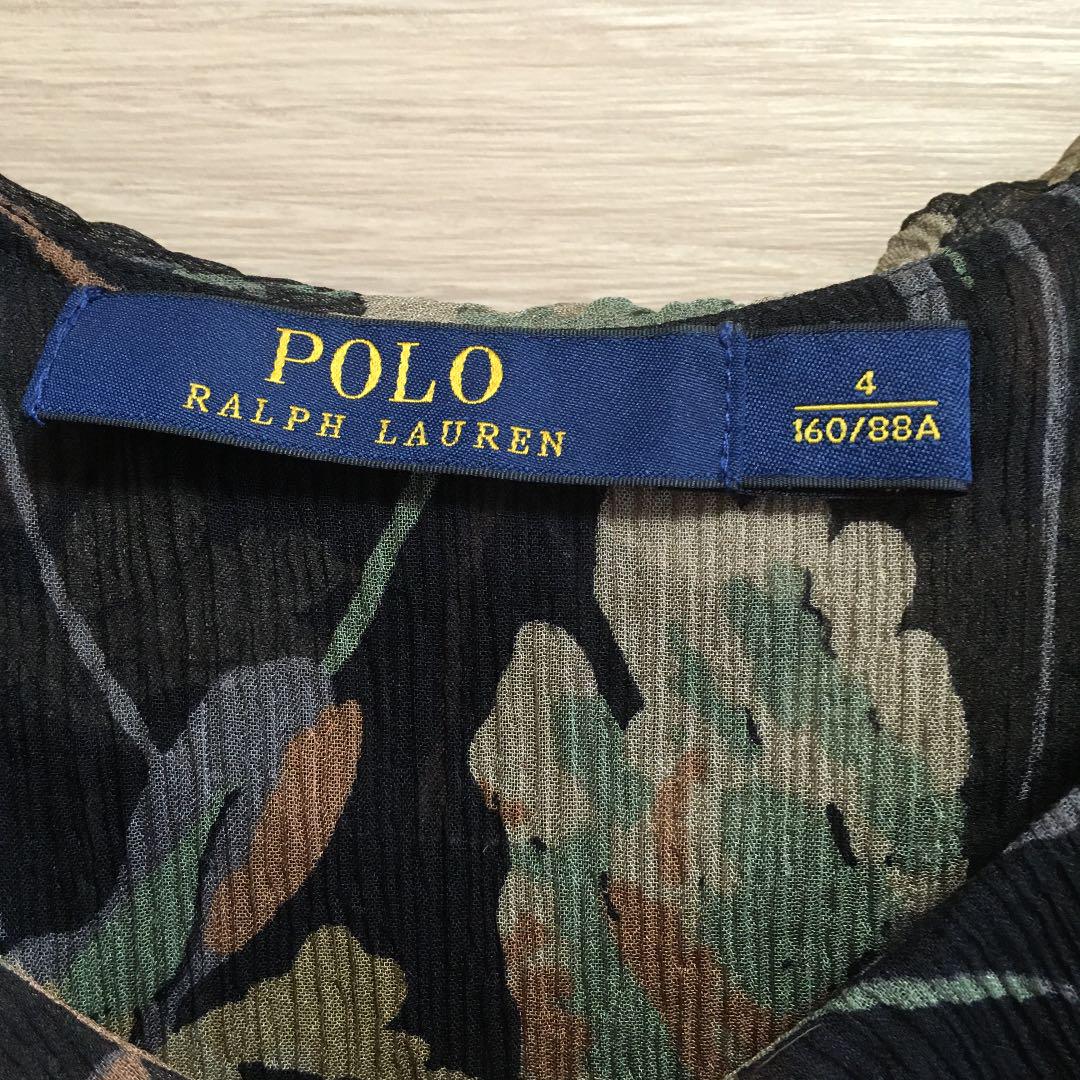 POLO
RALPH LAUREN
4
160/88A